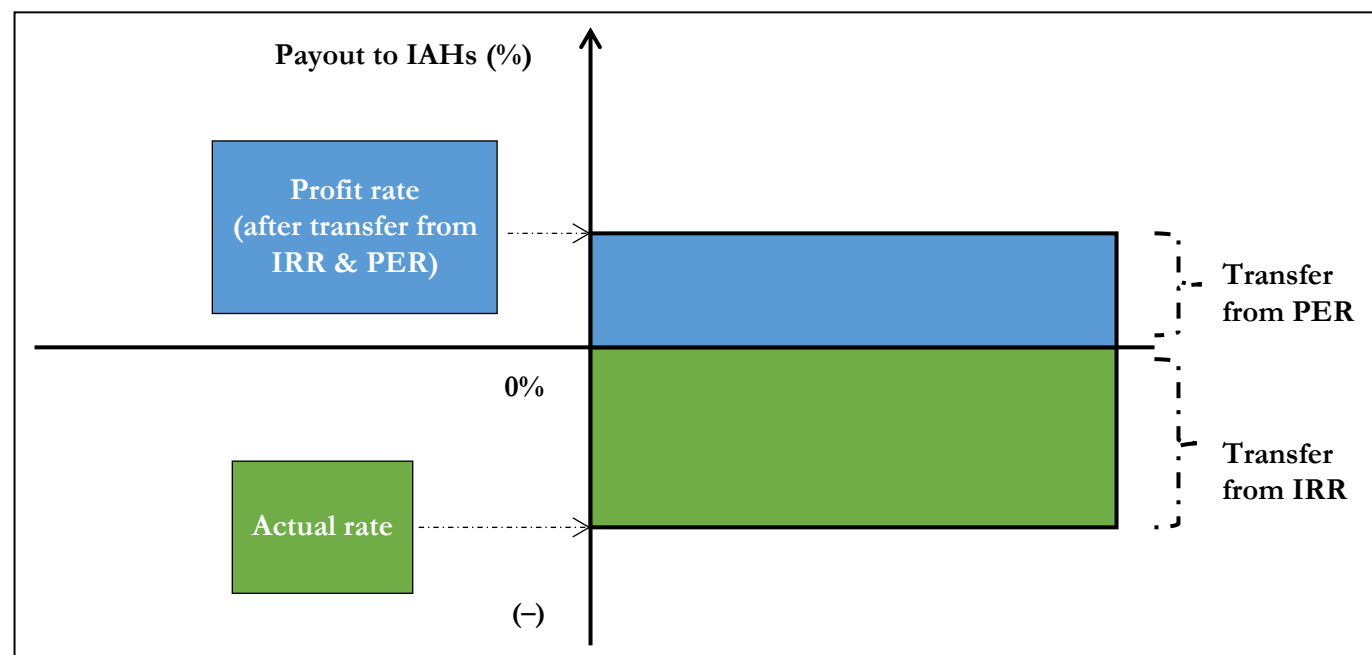 Payout to IAHs (%)
Profit rate
(after transfer from
IRR & PER)
Transfer
from PER
0%
Transfer
from IRR
Actual rate
(−)